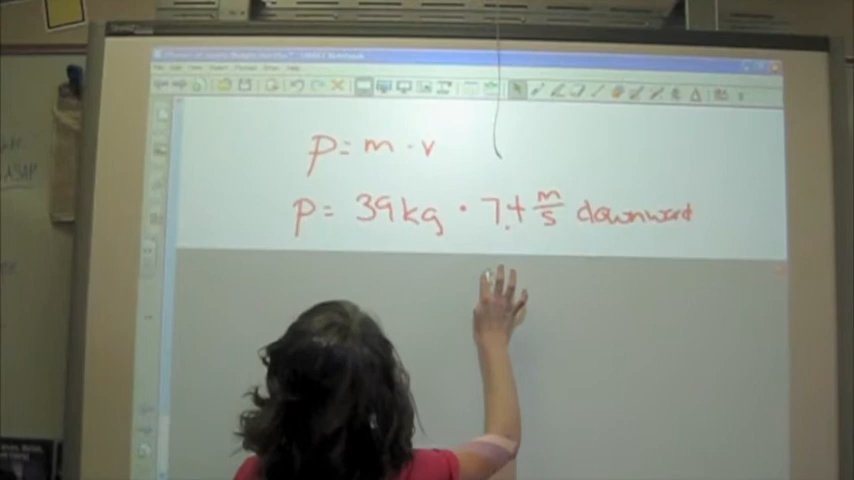 p = m · v
p = 39 kg · 7.4 m/s downward